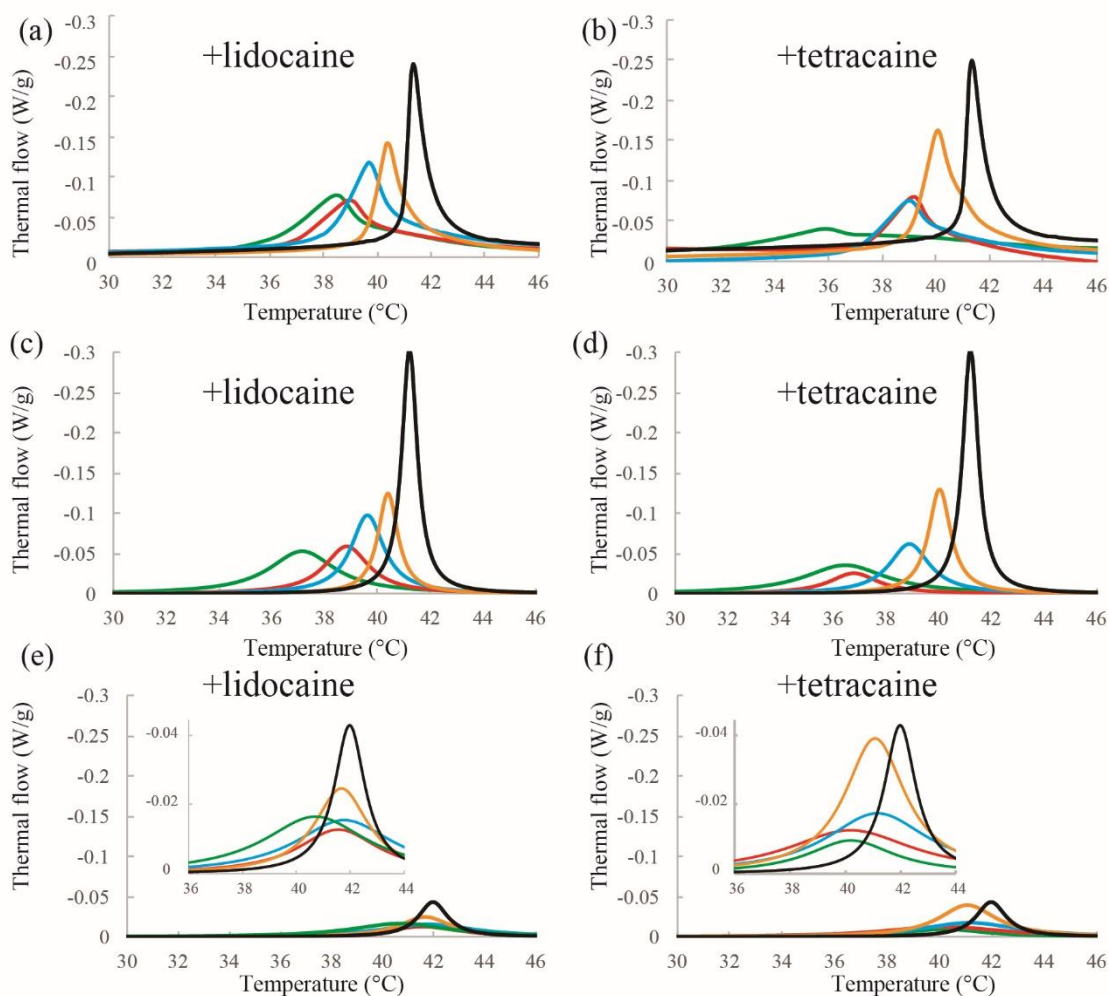 (a)
+lidocaine
Thermal flow (W/g)
-0.3
-0.25
-0.2
-0.15
-0.1
-0.05
0
30 32 34 36 38 40 42 44 46
Temperature (°C)
(b)
+tetracaine
Thermal flow (W/g)
-0.3
-0.25
-0.2
-0.15
-0.1
-0.05
0
30 32 34 36 38 40 42 44 46
Temperature (°C)
(c)
+lidocaine
Thermal flow (W/g)
-0.3
-0.25
-0.2
-0.15
-0.1
-0.05
0
30 32 34 36 38 40 42 44 46
Temperature (°C)
(d)
+tetracaine
Thermal flow (W/g)
-0.3
-0.25
-0.2
-0.15
-0.1
-0.05
0
30 32 34 36 38 40 42 44 46
Temperature (°C)
(e)
+lidocaine
Thermal flow (W/g)
-0.3
-0.25
-0.2
-0.15
-0.1
-0.05
0
-0.04
-0.02
0
36 38 40 42 44
30 32 34 36 38 40 42 44 46
Temperature (°C)
(f)
+tetracaine
Thermal flow (W/g)
-0.3
-0.25
-0.2
-0.15
-0.1
-0.05
0
-0.04
-0.02
0
36 38 40 42 44
30 32 34 36 38 40 42 44 46
Temperature (°C)